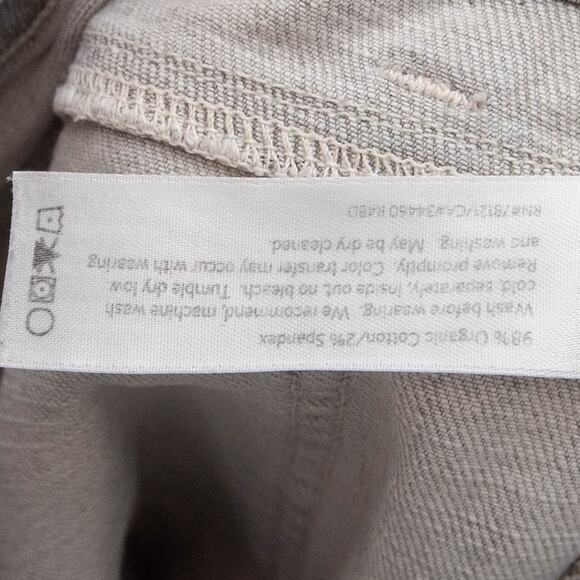 98% Organic Cotton/2% Spandex
Wash before wearing. We recommend, machine wash
cold, separately, inside out, no bleach. Tumble dry low
Remove promptly. Color transfer may occur with wearing
and washing. May be dry cleaned.
RN#78121/CA#34460 R4BD